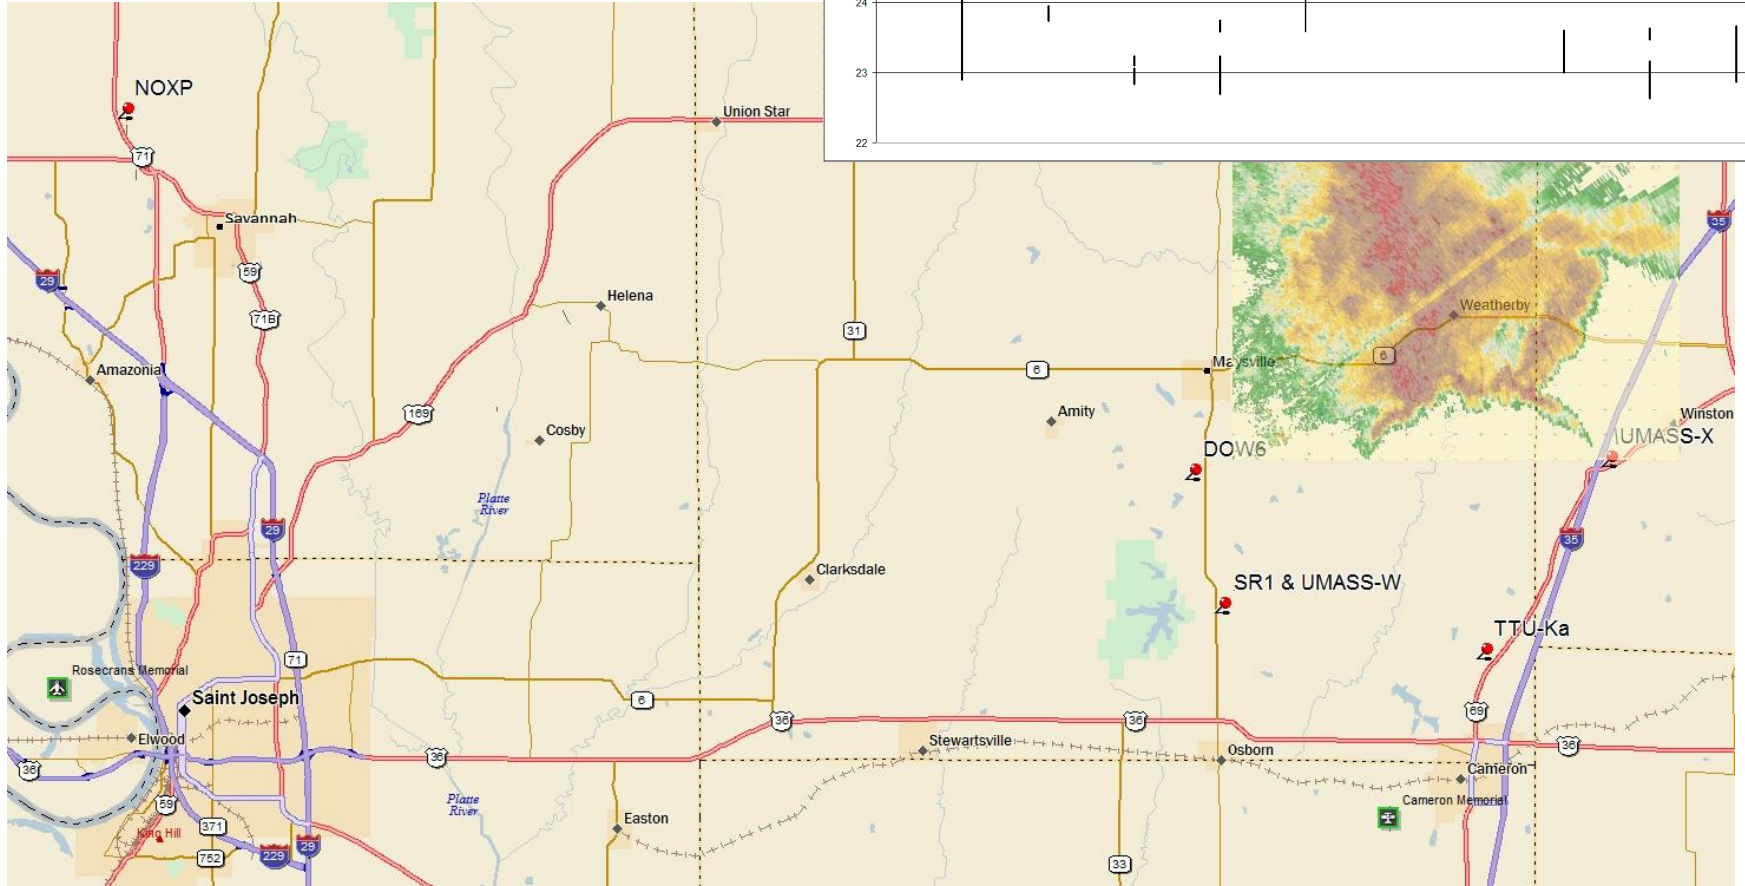 24
23
22
NOXP
Union Star
71
Savannah
35
29
59
Helena
Weatherby
71B
31
6
Amazonia
6
Maysville
169
Amity
Winston
Cosby
UMASS-X
DOW6
Platte
River
29
35
229
Clarksdale
SR1 & UMASS-W
TTU-Ka
71
Rosecrans Memorial
Saint Joseph
6
69
36
36
Elwood
Stewartsville
36
36
Osborn
36
Cameron
Platte
River
59
Cameron Memorial
Easton
371
King Hill
29
229
752
33